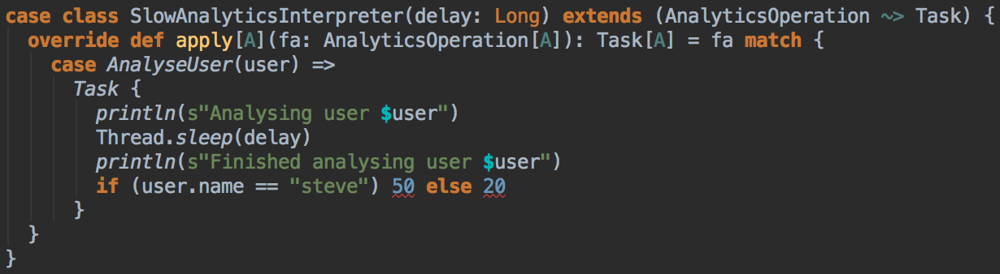 case class SlowAnalyticsInterpreter(delay: Long) extends (AnalyticsOperation ~> Task) {
  override def apply[A](fa: AnalyticsOperation[A]): Task[A] = fa match {
    case AnalyseUser(user) =>
      Task {
        println(s"Analysing user $user")
        Thread.sleep(delay)
        println(s"Finished analysing user $user")
        if (user.name == "steve") 50 else 20
      }
  }
}